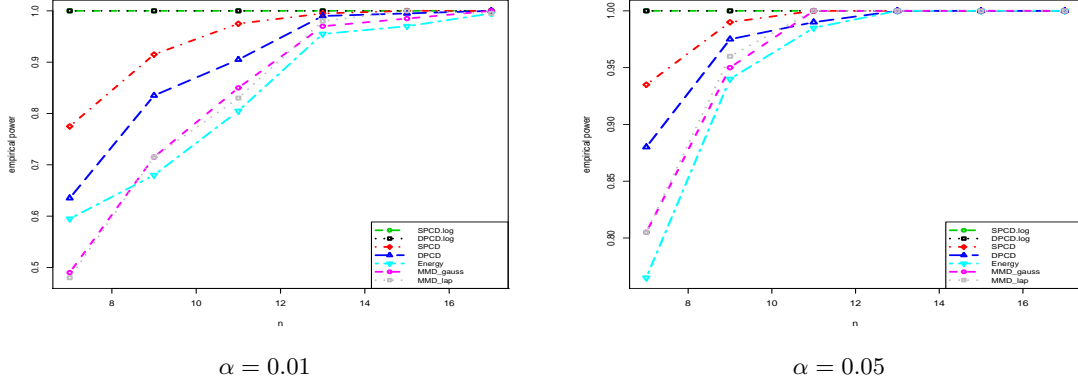 empirical power
1.0
0.9
0.8
0.7
0.6
0.5
8
10
12
14
16
n
SPCD.log
DPCD.log
SPCD
DPCD
Energy
MMD_gauss
MMD_lap
α = 0.01
empirical power
1.00
0.95
0.90
0.85
0.80
8
10
12
14
16
n
SPCD.log
DPCD.log
SPCD
DPCD
Energy
MMD_gauss
MMD_lap
α = 0.05